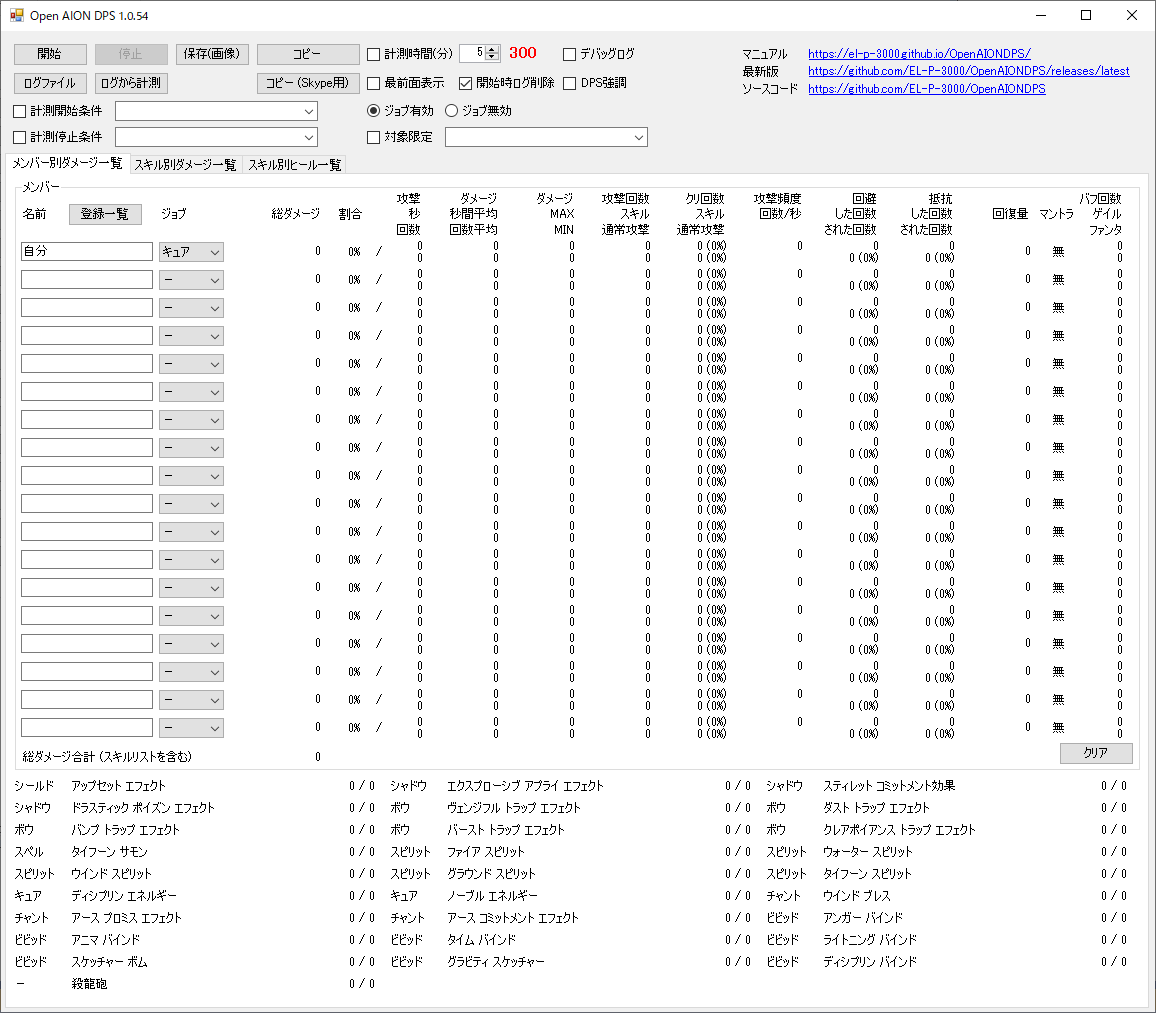 Open AION DPS 1.0.54
開始 停止 保存(画像) コピー 計測時間(分) 5 300 デバッグログ
マニュアル https://el-p-3000.github.io/OpenAIONDPS/
最新版 https://github.com/EL-P-3000/OpenAIONDPS/releases/latest
ソースコード https://github.com/EL-P-3000/OpenAIONDPS
ログファイル ログから計測 コピー(Skype用) 最前面表示 開始時ログ削除 DPS強調
計測開始条件 ジョブ有効 ジョブ無効
計測停止条件 対象限定
メンバー別ダメージ一覧 スキル別ダメージ一覧 スキル別ヒール一覧
メンバー
攻撃 ダメージ ダメージ 攻撃回数 クリ回数 攻撃頻度 回避 抵抗 バフ回数
名前 登録一覧 ジョブ 総ダメージ 割合 秒 秒間平均 MAX スキル スキル 回数/秒 した回数 した回数 回復量 マントラ ゲイル
回数 回数平均 MIN 通常攻撃 通常攻撃 された回数 された回数 ファンタ
0 0 0 0 0 (0%) 0 0 0 0
自分 キュア 0 0% / 0 無
0 0 0 0 0 (0%) 0 (0%) 0 (0%) 0
0 0 0 0 0 (0%) 0 0 0 0
－ 0 0% / 0 無
0 0 0 0 0 (0%) 0 (0%) 0 (0%) 0
0 0 0 0 0 (0%) 0 0 0 0
－ 0 0% / 0 無
0 0 0 0 0 (0%) 0 (0%) 0 (0%) 0
0 0 0 0 0 (0%) 0 0 0 0
－ 0 0% / 0 無
0 0 0 0 0 (0%) 0 (0%) 0 (0%) 0
0 0 0 0 0 (0%) 0 0 0 0
－ 0 0% / 0 無
0 0 0 0 0 (0%) 0 (0%) 0 (0%) 0
0 0 0 0 0 (0%) 0 0 0 0
－ 0 0% / 0 無
0 0 0 0 0 (0%) 0 (0%) 0 (0%) 0
0 0 0 0 0 (0%) 0 0 0 0
－ 0 0% / 0 無
0 0 0 0 0 (0%) 0 (0%) 0 (0%) 0
0 0 0 0 0 (0%) 0 0 0 0
－ 0 0% / 0 無
0 0 0 0 0 (0%) 0 (0%) 0 (0%) 0
0 0 0 0 0 (0%) 0 0 0 0
－ 0 0% / 0 無
0 0 0 0 0 (0%) 0 (0%) 0 (0%) 0
0 0 0 0 0 (0%) 0 0 0 0
－ 0 0% / 0 無
0 0 0 0 0 (0%) 0 (0%) 0 (0%) 0
0 0 0 0 0 (0%) 0 0 0 0
－ 0 0% / 0 無
0 0 0 0 0 (0%) 0 (0%) 0 (0%) 0
0 0 0 0 0 (0%) 0 0 0 0
－ 0 0% / 0 無
0 0 0 0 0 (0%) 0 (0%) 0 (0%) 0
0 0 0 0 0 (0%) 0 0 0 0
－ 0 0% / 0 無
0 0 0 0 0 (0%) 0 (0%) 0 (0%) 0
0 0 0 0 0 (0%) 0 0 0 0
－ 0 0% / 0 無
0 0 0 0 0 (0%) 0 (0%) 0 (0%) 0
0 0 0 0 0 (0%) 0 0 0 0
－ 0 0% / 0 無
0 0 0 0 0 (0%) 0 (0%) 0 (0%) 0
0 0 0 0 0 (0%) 0 0 0 0
－ 0 0% / 0 無
0 0 0 0 0 (0%) 0 (0%) 0 (0%) 0
0 0 0 0 0 (0%) 0 0 0 0
－ 0 0% / 0 無
0 0 0 0 0 (0%) 0 (0%) 0 (0%) 0
0 0 0 0 0 (0%) 0 0 0 0
－ 0 0% / 0 無
0 0 0 0 0 (0%) 0 (0%) 0 (0%) 0
総ダメージ合計(スキルリストを含む) 0 クリア
シールド アップセット エフェクト 0 / 0 シャドウ エクスプローシブ アプライ エフェクト 0 / 0 シャドウ スティレット コミットメント効果 0 / 0
シャドウ ドラスティック ポイズン エフェクト 0 / 0 ボウ ヴェンジフル トラップ エフェクト 0 / 0 ボウ ダスト トラップ エフェクト 0 / 0
ボウ バンプ トラップ エフェクト 0 / 0 ボウ バースト トラップ エフェクト 0 / 0 ボウ クレアボイアンス トラップ エフェクト 0 / 0
スペル タイフーン サモン 0 / 0 スピリット ファイア スピリット 0 / 0 スピリット ウォーター スピリット 0 / 0
スピリット ウインド スピリット 0 / 0 スピリット グラウンド スピリット 0 / 0 スピリット タイフーン スピリット 0 / 0
キュア ディシプリン エネルギー 0 / 0 キュア ノーブル エネルギー 0 / 0 チャント ウインド ブレス 0 / 0
チャント アース プロミス エフェクト 0 / 0 チャント アース コミットメント エフェクト 0 / 0 ビビッド アンガー バインド 0 / 0
ビビッド アニマ バインド 0 / 0 ビビッド タイム バインド 0 / 0 ビビッド ライトニング バインド 0 / 0
ビビッド スケッチャー ボム 0 / 0 ビビッド グラビティ スケッチャー 0 / 0 ビビッド ディシプリン バインド 0 / 0
－ 殺龍砲 0 / 0